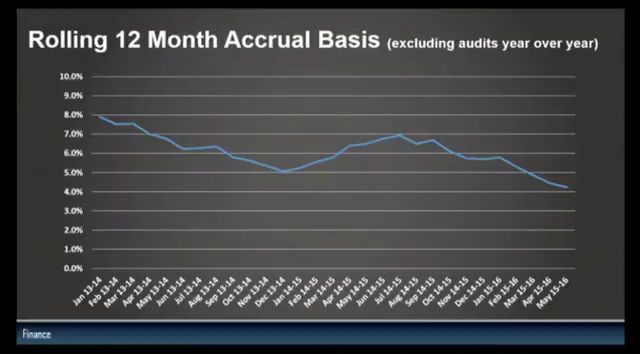 Rolling 12 Month Accrual Basis (excluding audits year over year)
10.0%
9.0%
8.0%
7.0%
6.0%
5.0%
4.0%
3.0%
2.0%
1.0%
0.0%
Jan 13-14
Feb 13-14
Mar 13-14
Apr 13-14
May 13-14
Jun 13-14
Jul 13-14
Aug 13-14
Sep 13-14
Oct 13-14
Nov 13-14
Dec 13-14
Jan 14-15
Feb 14-15
Mar 14-15
Apr 14-15
May 14-15
Jun 14-15
Jul 14-15
Aug 14-15
Sep 14-15
Oct 14-15
Nov 14-15
Dec 14-15
Jan 15-16
Feb 15-16
Mar 15-16
Apr 15-16
May 15-16
Finance